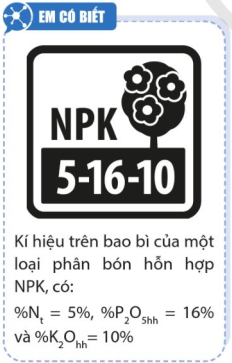 EM CÓ BIẾT
NPK
5-16-10
Kí hiệu trên bao bì của một
loại phân bón hỗn hợp
NPK, có:
%Nₜ = 5%, %P₂O₅hh = 16%
và %K₂Ohh= 10%